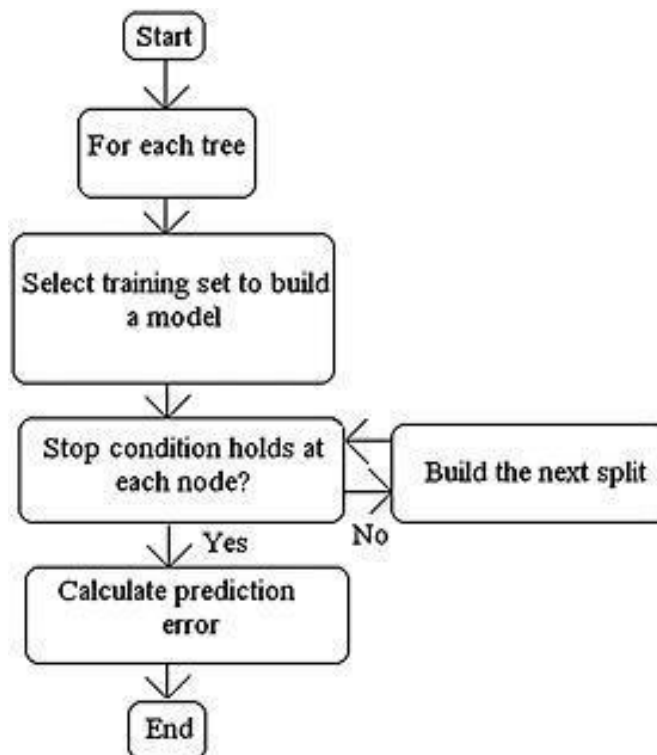 Start
For each tree
Select training set to build
a model
Stop condition holds at
each node?
Build the next split
No
Yes
Calculate prediction
error
End